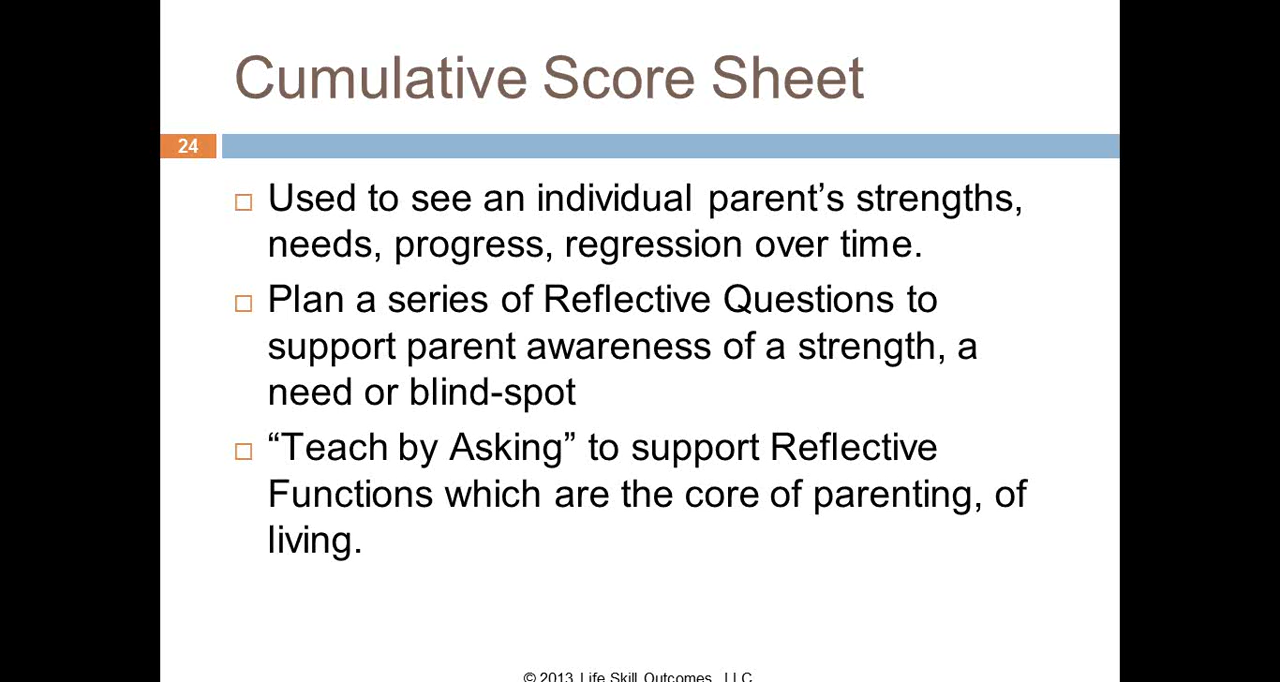 Cumulative Score Sheet
24
Used to see an individual parent’s strengths,
needs, progress, regression over time.
Plan a series of Reflective Questions to
support parent awareness of a strength, a
need or blind-spot
“Teach by Asking” to support Reflective
Functions which are the core of parenting, of
living.
© 2013 Life Skill Outcomes, LLC